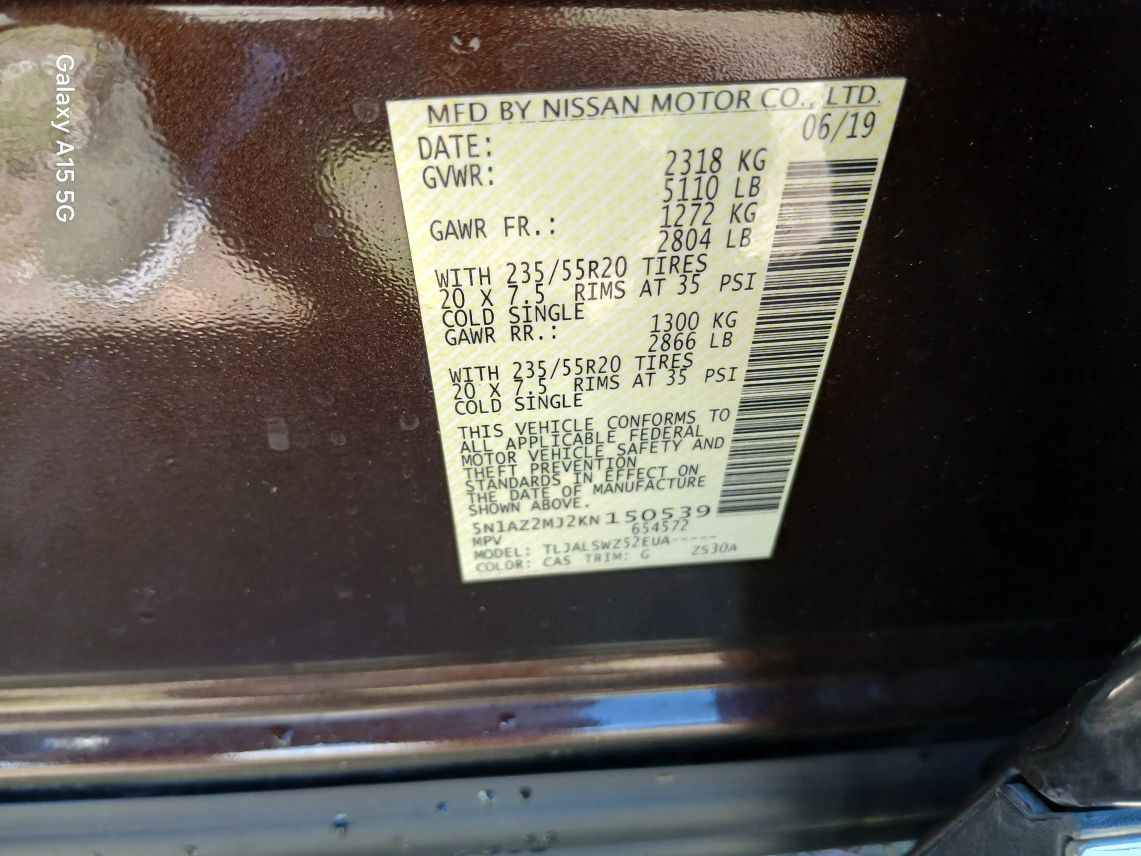 MFD BY NISSAN MOTOR CO., LTD.
DATE: 06/19
GVWR: 2318 KG
5110 LB
GAWR FR.: 1272 KG
2804 LB
WITH 235/55R20 TIRES
20 X 7.5 RIMS AT 35 PSI
COLD SINGLE
GAWR RR.: 1300 KG
2866 LB
WITH 235/55R20 TIRES
20 X 7.5 RIMS AT 35 PSI
COLD SINGLE
THIS VEHICLE CONFORMS TO
ALL APPLICABLE FEDERAL
MOTOR VEHICLE SAFETY AND
THEFT PREVENTION
STANDARDS IN EFFECT ON
THE DATE OF MANUFACTURE
SHOWN ABOVE.
5N1AZ2MJ2KN150539
MPV 654572
MODEL: TLJALSWZ52EUA-----
COLOR: CAS TRIM: G ZS30A
Galaxy A15 5G